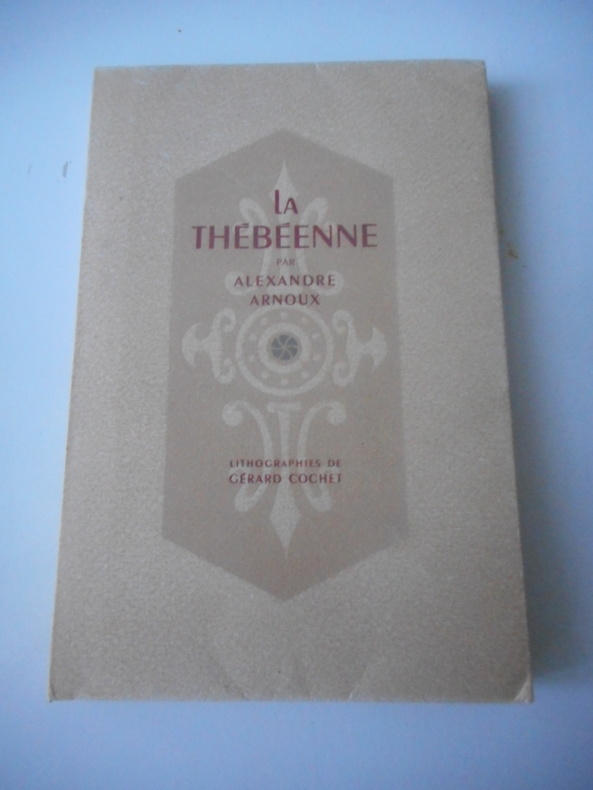 LA
THÉBÉENNE
PAR
ALEXANDRE
ARNOUX
LITHOGRAPHIES DE
GÉRARD COCHET